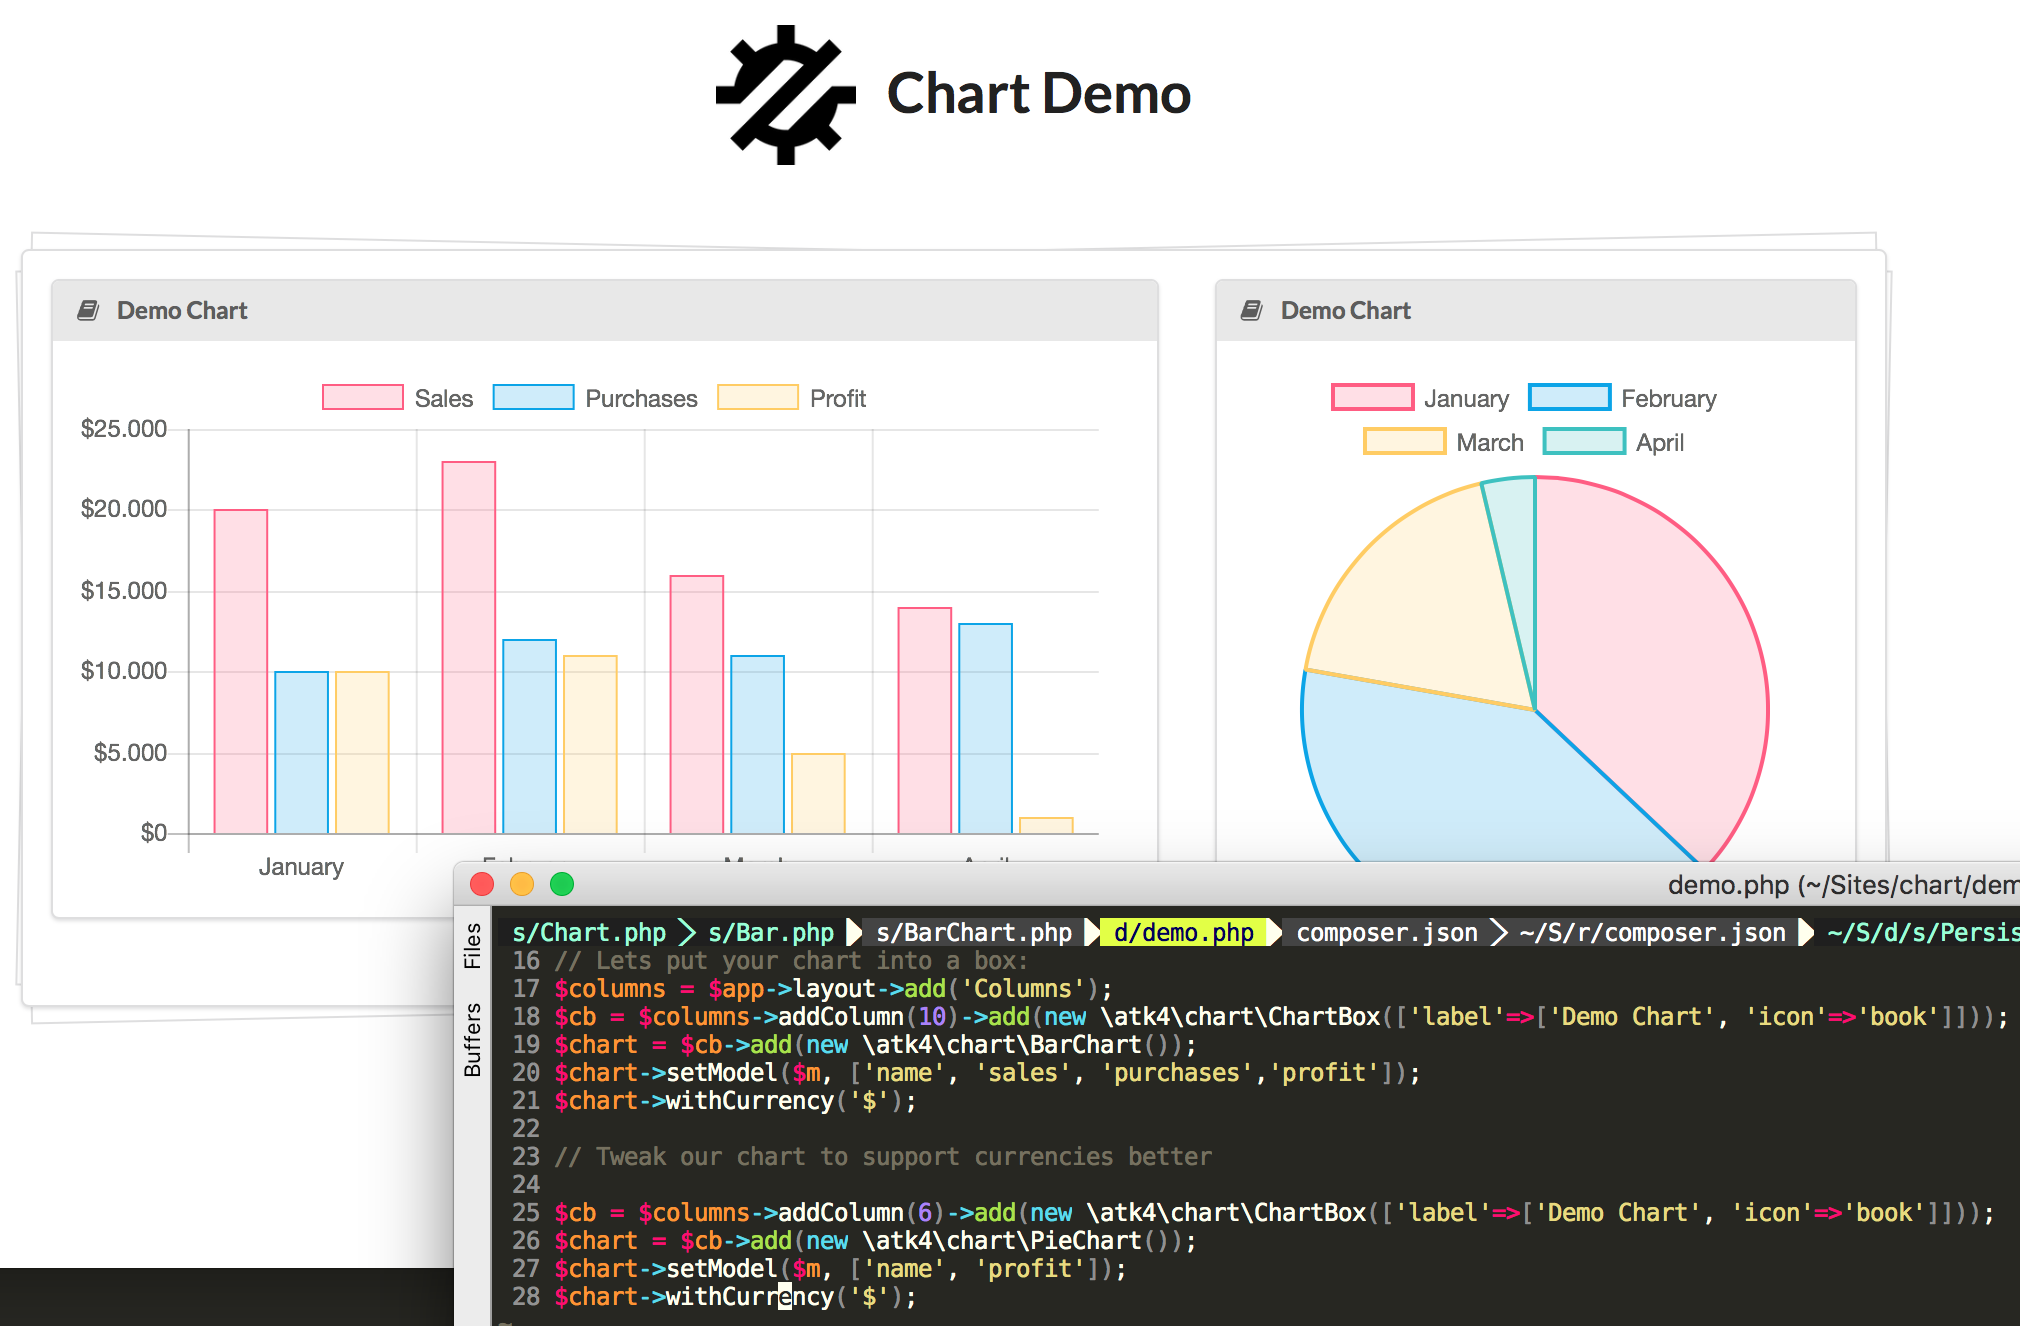 Chart Demo
Demo Chart
Sales Purchases Profit
$25.000
$20.000
$15.000
$10.000
$5.000
$0
January
Demo Chart
January February
March April
demo.php (~/Sites/chart/dem
Files
Buffers
s/Chart.php s/Bar.php s/BarChart.php d/demo.php composer.json ~/S/r/composer.json ~/S/d/s/Persis
16 // Lets put your chart into a box:
17 $columns = $app->layout->add('Columns');
18 $cb = $columns->addColumn(10)->add(new \atk4\chart\ChartBox(['label'=>['Demo Chart', 'icon'=>'book']]));
19 $chart = $cb->add(new \atk4\chart\BarChart());
20 $chart->setModel($m, ['name', 'sales', 'purchases','profit']);
21 $chart->withCurrency('$');
22
23 // Tweak our chart to support currencies better
24
25 $cb = $columns->addColumn(6)->add(new \atk4\chart\ChartBox(['label'=>['Demo Chart', 'icon'=>'book']]));
26 $chart = $cb->add(new \atk4\chart\PieChart());
27 $chart->setModel($m, ['name', 'profit']);
28 $chart->withCurrency('$');
~